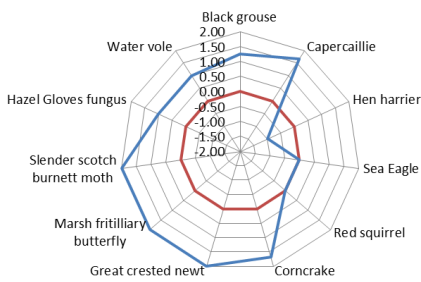 Black grouse
2.00
1.50
1.00
0.50
0.00
-0.50
-1.00
-1.50
-2.00
Capercaillie
Hen harrier
Sea Eagle
Red squirrel
Corncrake
Great crested newt
Marsh fritilliary
butterfly
Slender scotch
burnett moth
Hazel Gloves fungus
Water vole